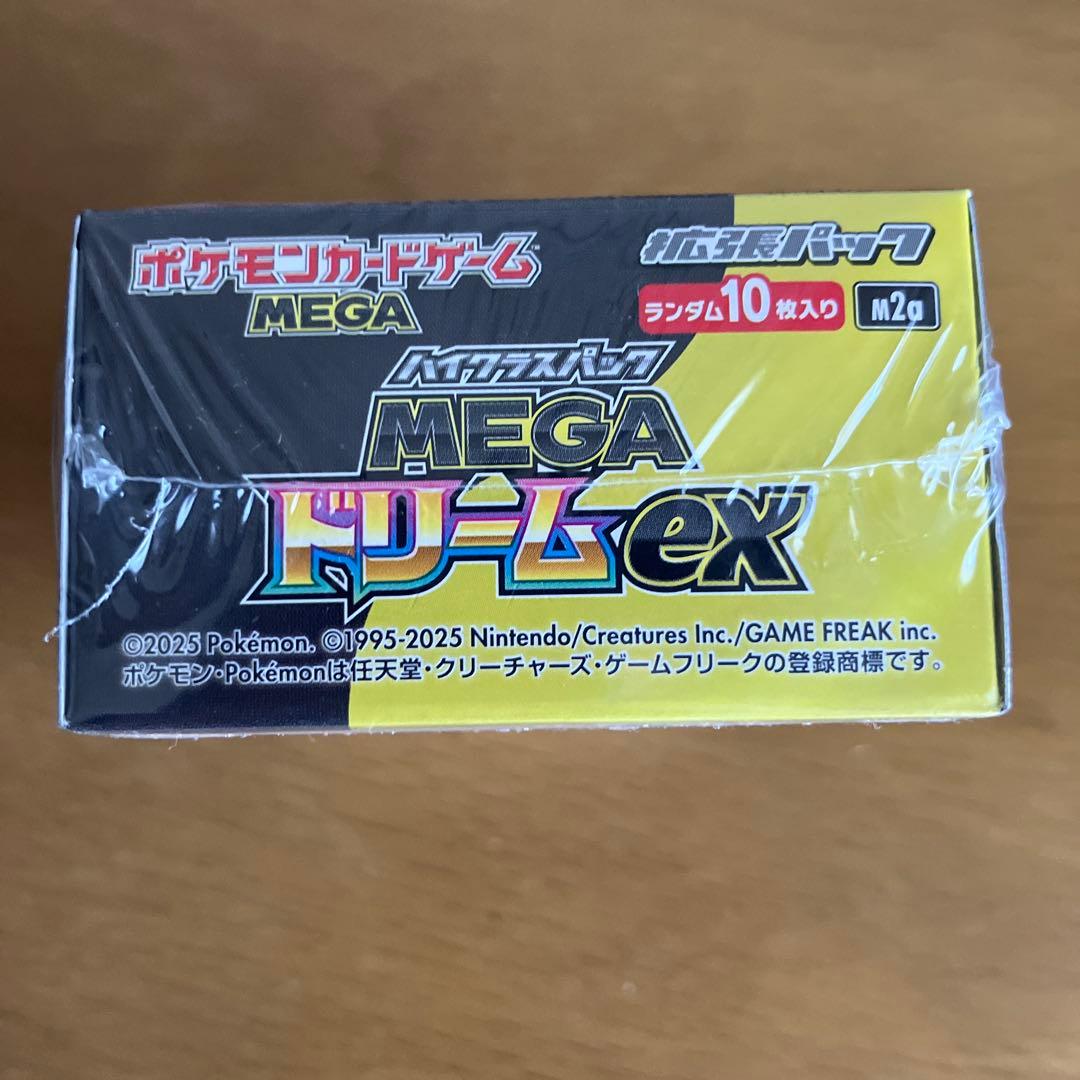 ポケモンカードゲーム™
MEGA
拡張パック
ランダム10枚入り
M2a
ハイクラスパック
MEGA
ドリームex
©2025 Pokémon. ©1995-2025 Nintendo/Creatures Inc./GAME FREAK inc.
ポケモン・Pokémonは任天堂・クリーチャーズ・ゲームフリークの登録商標です。